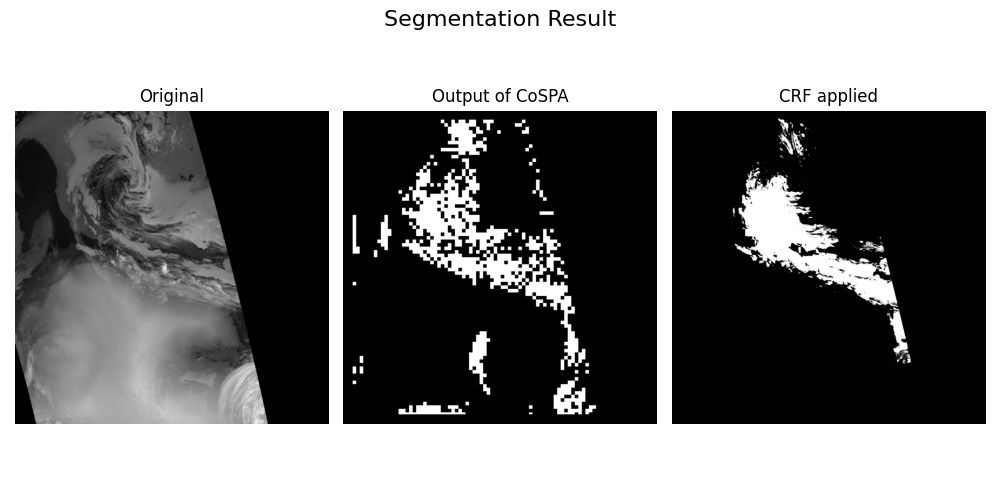 Segmentation Result
Original
Output of CoSPA
CRF applied